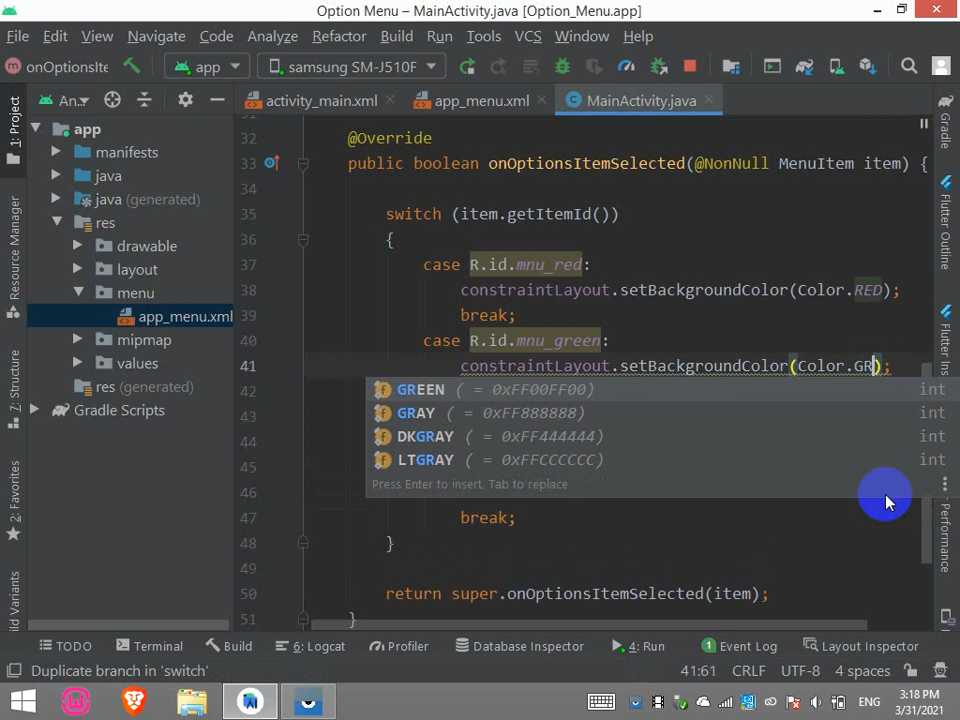 Option Menu – MainActivity.java [Option_Menu.app]
File Edit View Navigate Code Analyze Refactor Build Run Tools VCS Window Help
onOptionsIte app samsung SM-J510F
1: Project
Resource Manager
7: Structure
2: Favorites
Build Variants
An...
activity_main.xml
app_menu.xml
MainActivity.java
app
manifests
java
java (generated)
res
drawable
layout
menu
app_menu.xml
mipmap
values
res (generated)
Gradle Scripts
31
32 @Override
33 public boolean onOptionsItemSelected(@NonNull MenuItem item) {
34
35 switch (item.getItemId())
36 {
37 case R.id.mnu_red:
38 constraintLayout.setBackgroundColor(Color.RED);
39 break;
40 case R.id.mnu_green:
41 constraintLayout.setBackgroundColor(Color.GR);
42
43
44
45
46
47 break;
48 }
49
50 return super.onOptionsItemSelected(item);
51 }
GREEN ( = 0xFF00FF00) int
GRAY ( = 0xFF888888) int
DKGRAY ( = 0xFF444444) int
LTGRAY ( = 0xFFCCCCCC) int
Press Enter to insert, Tab to replace
Gradle
Flutter Outline
Flutter Ins
Performance
TODO Terminal Build 6: Logcat Profiler Database Inspector 4: Run 1 Event Log Layout Inspector
Duplicate branch in 'switch' 41:61 CRLF UTF-8 4 spaces
ENG
3:18 PM
3/31/2021